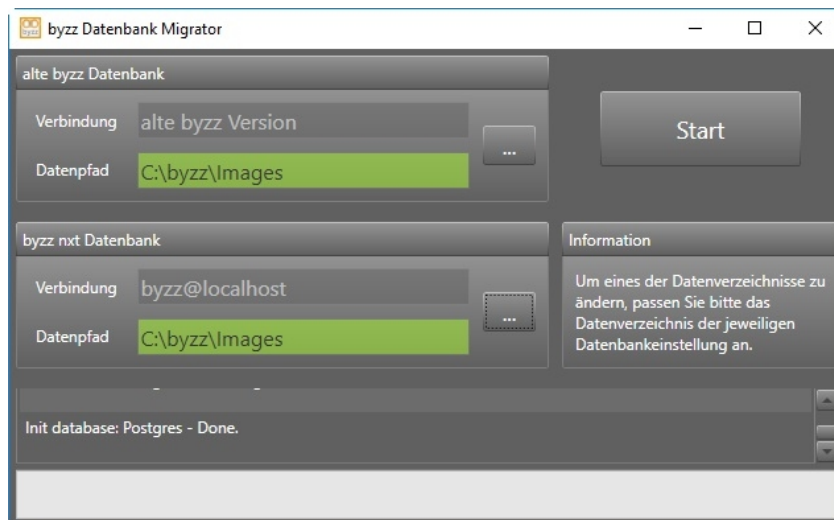 byzz Datenbank Migrator
alte byzz Datenbank
Verbindung alte byzz Version
Datenpfad C:\byzz\Images
...
Start
byzz nxt Datenbank
Verbindung byzz@localhost
Datenpfad C:\byzz\Images
...
Information
Um eines der Datenverzeichnisse zu
ändern, passen Sie bitte das
Datenverzeichnis der jeweiligen
Datenbankeinstellung an.
Init database: Postgres - Done.